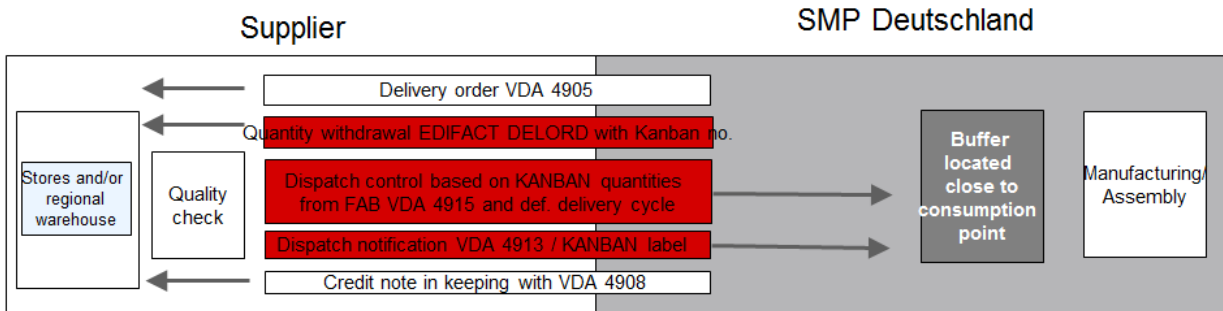 Supplier
SMP Deutschland
Delivery order VDA 4905
Quantity withdrawal EDIFACT DELORD with Kanban no.
Stores and/or
regional
warehouse
Quality
check
Dispatch control based on KANBAN quantities
from FAB VDA 4915 and def. delivery cycle
Dispatch notification VDA 4913 / KANBAN label
Credit note in keeping with VDA 4908
Buffer
located
close to
consumption
point
Manufacturing/
Assembly